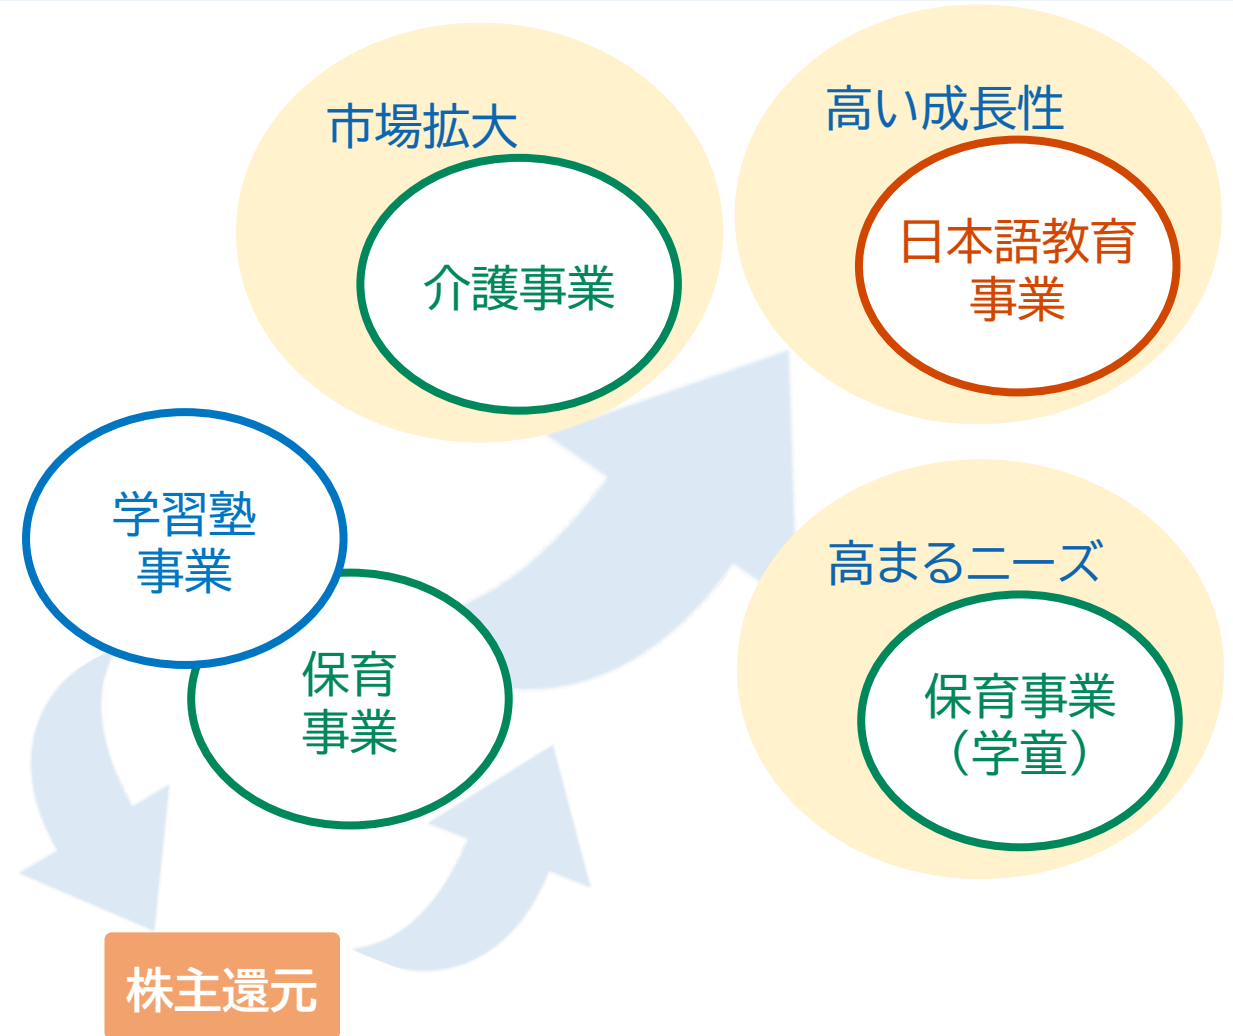 市場拡大
介護事業
高い成長性
日本語教育
事業
学習塾
事業
保育
事業
高まるニーズ
保育事業
（学童）
株主還元